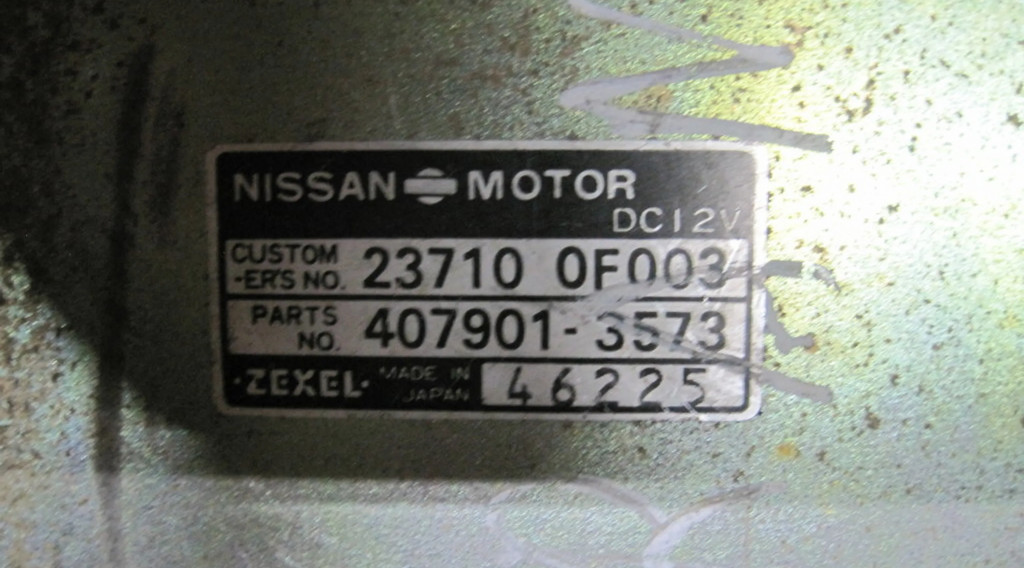 NISSAN MOTOR
DC12V
CUSTOM
-ER'S NO. 23710 0F003
PARTS
NO. 407901-3573
·ZEXEL· MADE IN
JAPAN 46225